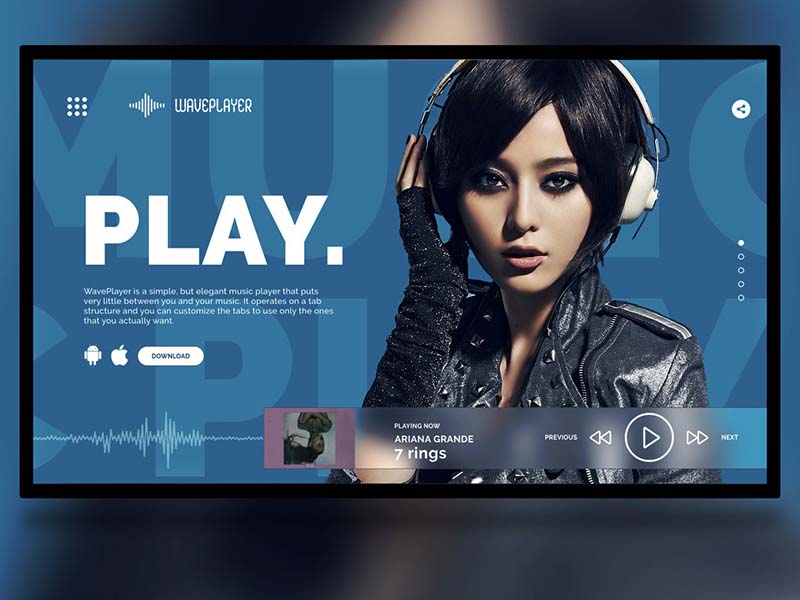 MUSIC
WAVEPLAYER
PLAY.
WavePlayer is a simple, but elegant music player that puts
very little between you and your music. It operates on a tab
structure and you can customize the tabs to use only the ones
that you actually want.
DOWNLOAD
C PLAY
PLAYING NOW
ARIANA GRANDE
7 rings
PREVIOUS
NEXT